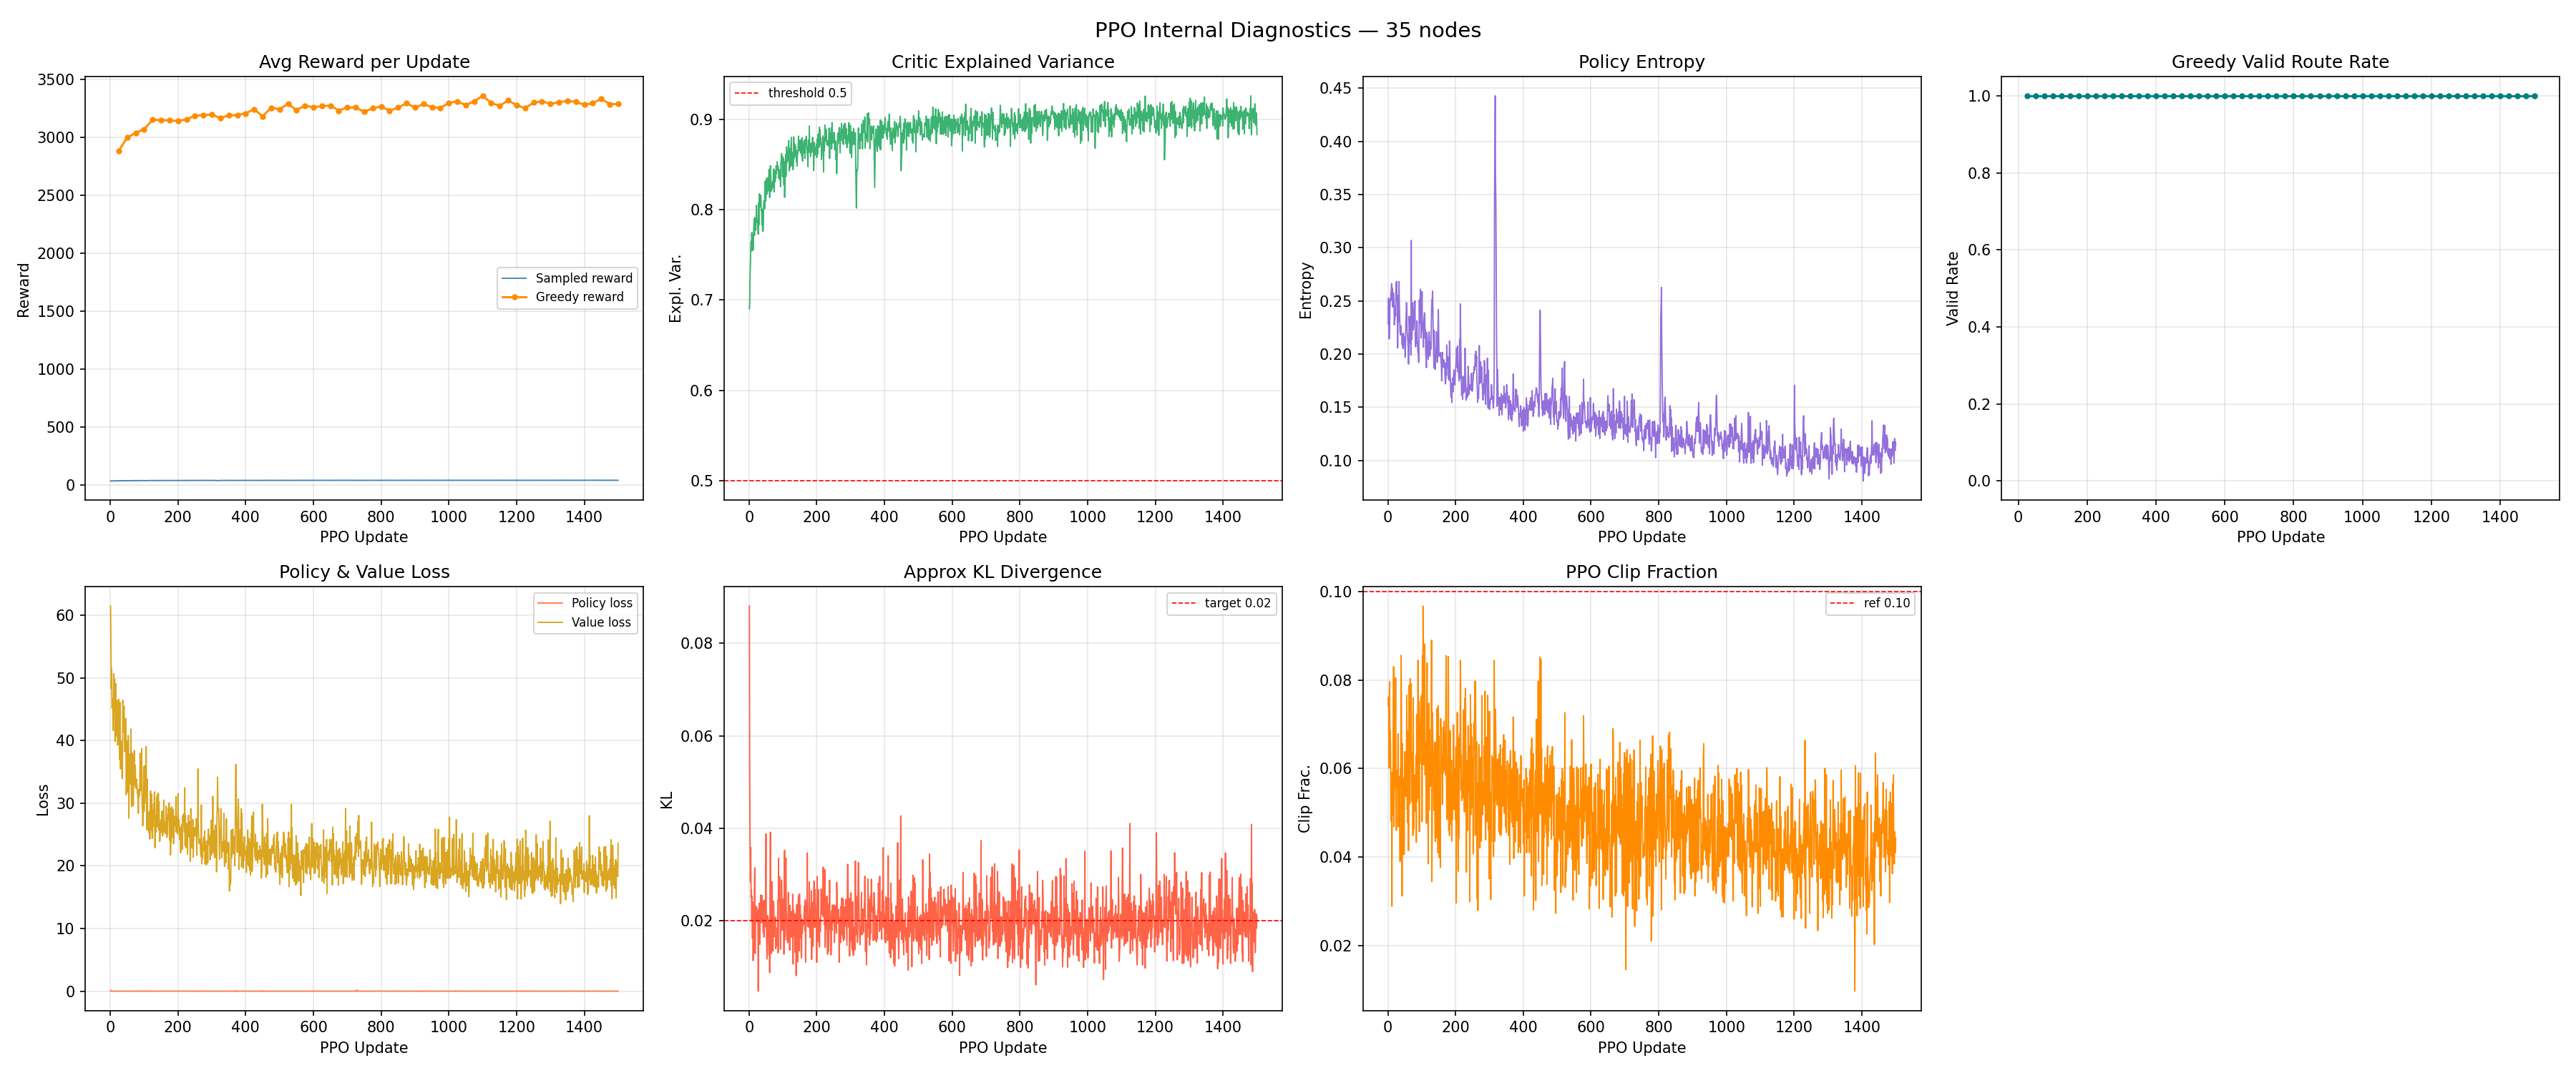 PPO Internal Diagnostics — 35 nodes
Avg Reward per Update
3500
3000
2500
2000
1500
1000
500
0
Reward
Sampled reward
Greedy reward
0 200 400 600 800 1000 1200 1400
PPO Update
Critic Explained Variance
threshold 0.5
0.9
0.8
0.7
0.6
0.5
Expl. Var.
0 200 400 600 800 1000 1200 1400
PPO Update
Policy Entropy
0.45
0.40
0.35
0.30
0.25
0.20
0.15
0.10
Entropy
0 200 400 600 800 1000 1200 1400
PPO Update
Greedy Valid Route Rate
1.0
0.8
0.6
0.4
0.2
0.0
Valid Rate
0 200 400 600 800 1000 1200 1400
PPO Update
Policy & Value Loss
Policy loss
Value loss
60
50
40
30
20
10
0
Loss
0 200 400 600 800 1000 1200 1400
PPO Update
Approx KL Divergence
target 0.02
0.08
0.06
0.04
0.02
KL
0 200 400 600 800 1000 1200 1400
PPO Update
PPO Clip Fraction
ref 0.10
0.10
0.08
0.06
0.04
0.02
Clip Frac.
0 200 400 600 800 1000 1200 1400
PPO Update